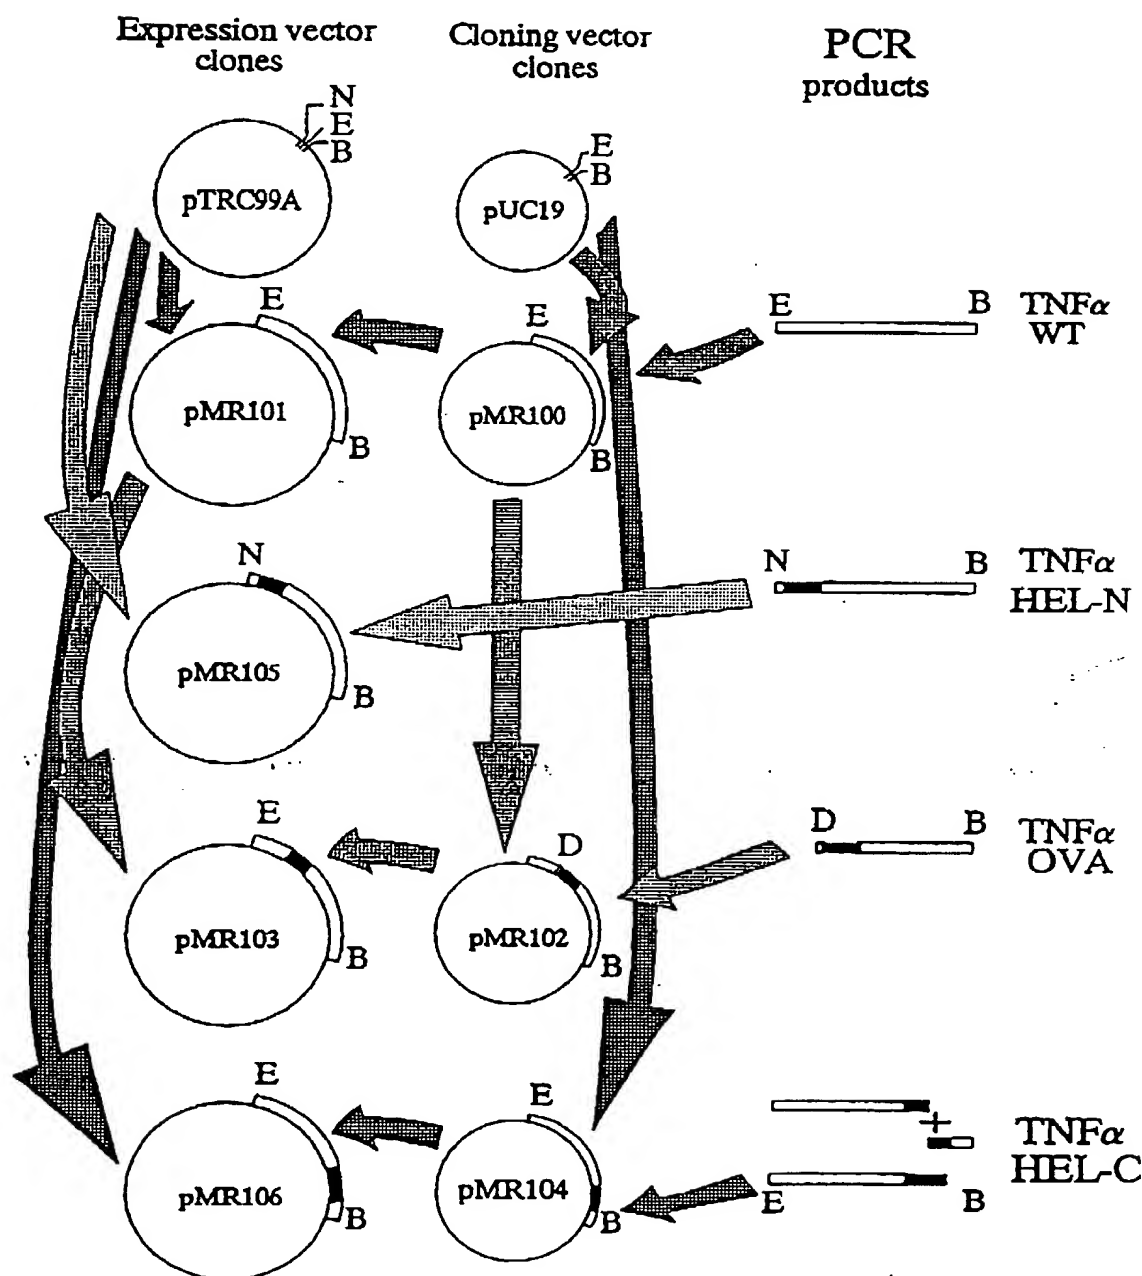 Expression vector
clones
Cloning vector
clones
PCR
products
N
E
B
pTRC99A
E
B
pUC19
E
B
pMR101
E
B
pMR100
E
B
TNFα
WT
N
B
pMR105
N
B
TNFα
HEL-N
E
B
pMR103
D
B
pMR102
D
B
TNFα
OVA
E
B
pMR106
E
B
pMR104
+
E
B
TNFα
HEL-C